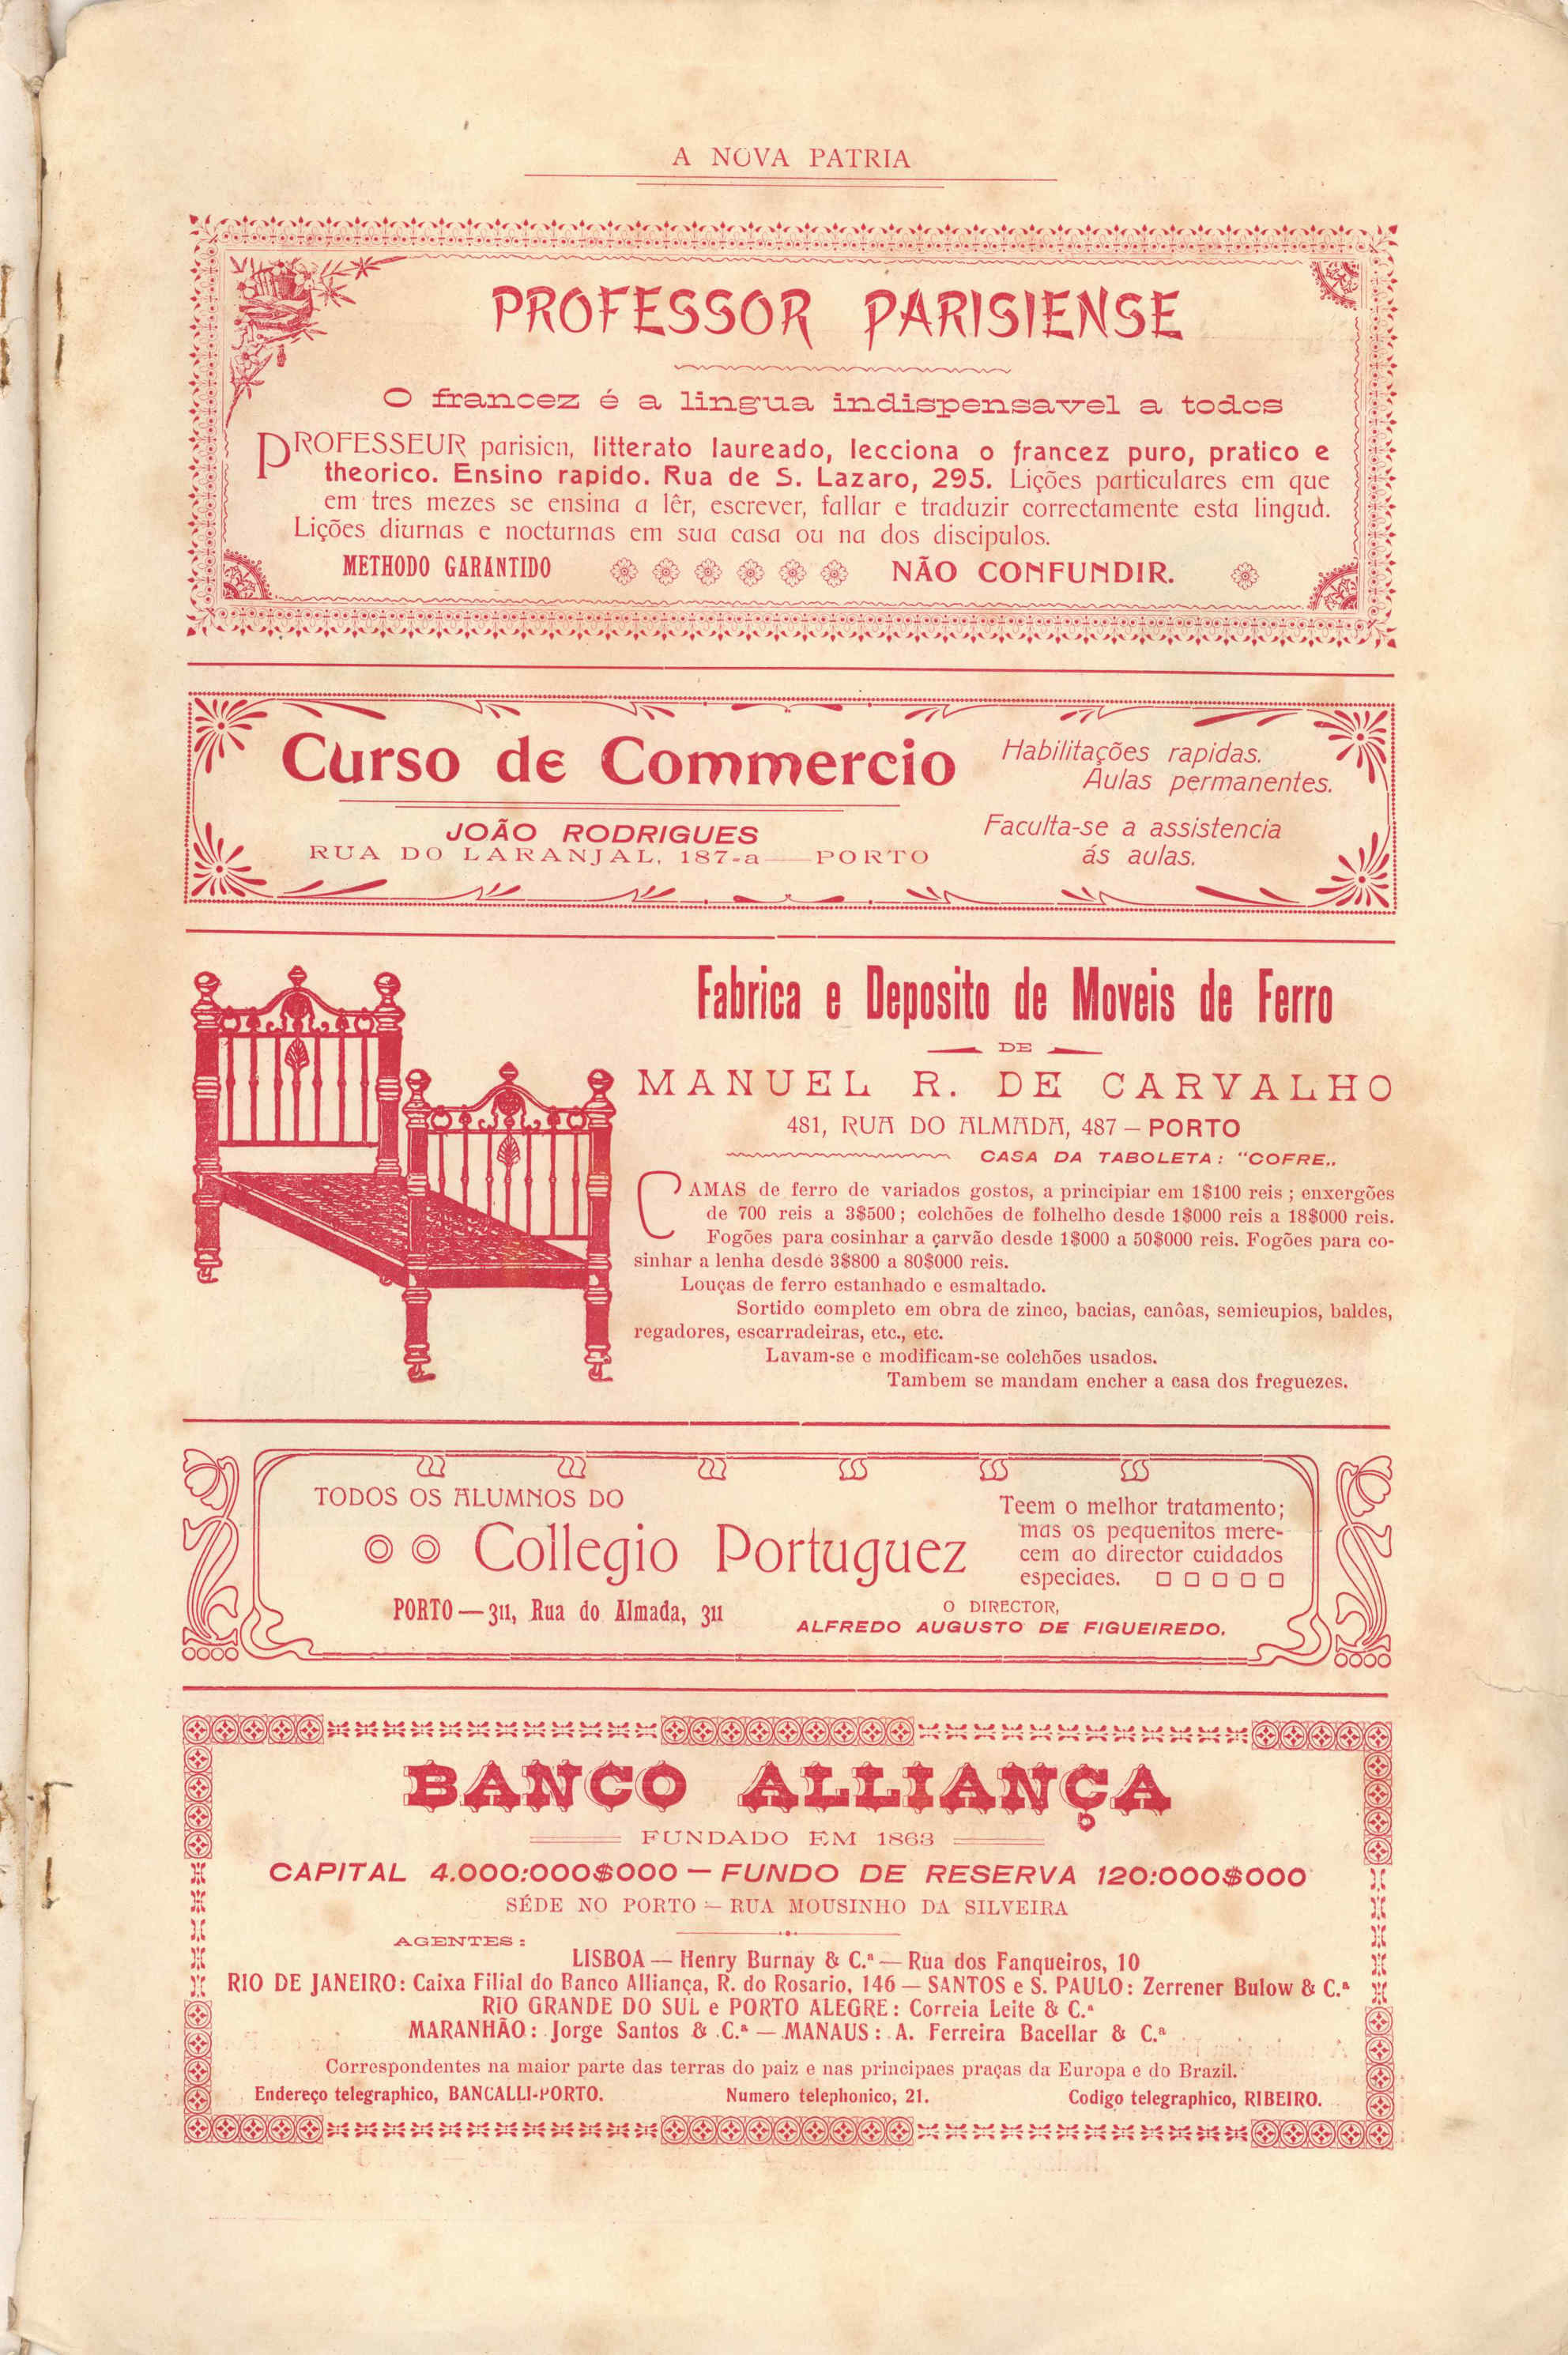 A NOVA PATRIA
PROFESSOR PARISIENSE
O francez é a lingua indispensavel a todos
PROFESSEUR parisien, litterato laureado, lecciona o francez puro, pratico e
theorico. Ensino rapido. Rua de S. Lazaro, 295. Lições particulares em que
em tres mezes se ensina a lêr, escrever, fallar e traduzir correctamente esta lingua.
Lições diurnas e nocturnas em sua casa ou na dos discipulos.
METHODO GARANTIDO NÃO CONFUNDIR.
Curso de Commercio
JOÃO RODRIGUES
RUA DO LARANJAL, 187-a — PORTO
Habilitações rapidas.
Aulas permanentes.
Faculta-se a assistencia
ás aulas.
Fabrica e Deposito de Moveis de Ferro
DE
MANUEL R. DE CARVALHO
481, RUA DO ALMADA, 487 — PORTO
CASA DA TABOLETA: "COFRE„
CAMAS de ferro de variados gostos, a principiar em 1$100 reis; enxergões
de 700 reis a 3$500; colchões de folhelho desde 1$000 reis a 18$000 reis.
Fogões para cosinhar a carvão desde 1$000 a 50$000 reis. Fogões para co-
sinhar a lenha desde 3$800 a 80$000 reis.
Louças de ferro estanhado e esmaltado.
Sortido completo em obra de zinco, bacias, canôas, semicupios, baldes,
regadores, escarradeiras, etc., etc.
Lavam-se e modificam-se colchões usados.
Tambem se mandam encher a casa dos freguezes.
TODOS OS ALUMNOS DO
Collegio Portuguez
PORTO — 311, Rua do Almada, 311
Teem o melhor tratamento;
mas os pequenitos mere-
cem ao director cuidados
especiaes.
O DIRECTOR,
ALFREDO AUGUSTO DE FIGUEIREDO.
BANCO ALLIANÇA
FUNDADO EM 1863
CAPITAL 4.000:000$000 — FUNDO DE RESERVA 120:000$000
SÉDE NO PORTO — RUA MOUSINHO DA SILVEIRA
AGENTES:
LISBOA — Henry Burnay & C.ª — Rua dos Fanqueiros, 10
RIO DE JANEIRO: Caixa Filial do Banco Alliança, R. do Rosario, 146 — SANTOS e S. PAULO: Zerrener Bulow & C.ª
RIO GRANDE DO SUL e PORTO ALEGRE: Correia Leite & C.ª
MARANHÃO: Jorge Santos & C.ª — MANAUS: A. Ferreira Bacellar & C.ª
Correspondentes na maior parte das terras do paiz e nas principaes praças da Europa e do Brazil.
Endereço telegraphico, BANCALLI-PORTO. Numero telephonico, 21. Codigo telegraphico, RIBEIRO.